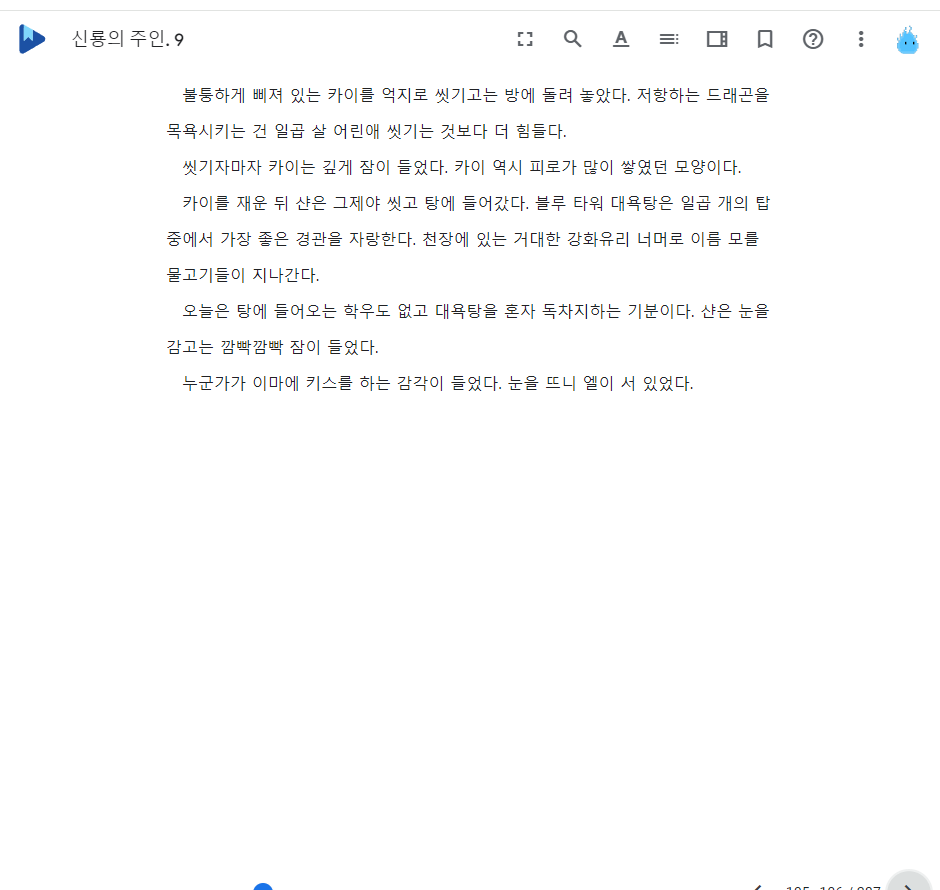 신룡의 주인. 9
불퉁하게 삐져 있는 카이를 억지로 씻기고는 방에 돌려 놓았다. 저항하는 드래곤을
목욕시키는 건 일곱 살 어린애 씻기는 것보다 더 힘들다.
씻기자마자 카이는 깊게 잠이 들었다. 카이 역시 피로가 많이 쌓였던 모양이다.
카이를 재운 뒤 샨은 그제야 씻고 탕에 들어갔다. 블루 타워 대욕탕은 일곱 개의 탑
중에서 가장 좋은 경관을 자랑한다. 천장에 있는 거대한 강화유리 너머로 이름 모를
물고기들이 지나간다.
오늘은 탕에 들어오는 학우도 없고 대욕탕을 혼자 독차지하는 기분이다. 샨은 눈을
감고는 깜빡깜빡 잠이 들었다.
누군가가 이마에 키스를 하는 감각이 들었다. 눈을 뜨니 엘이 서 있었다.